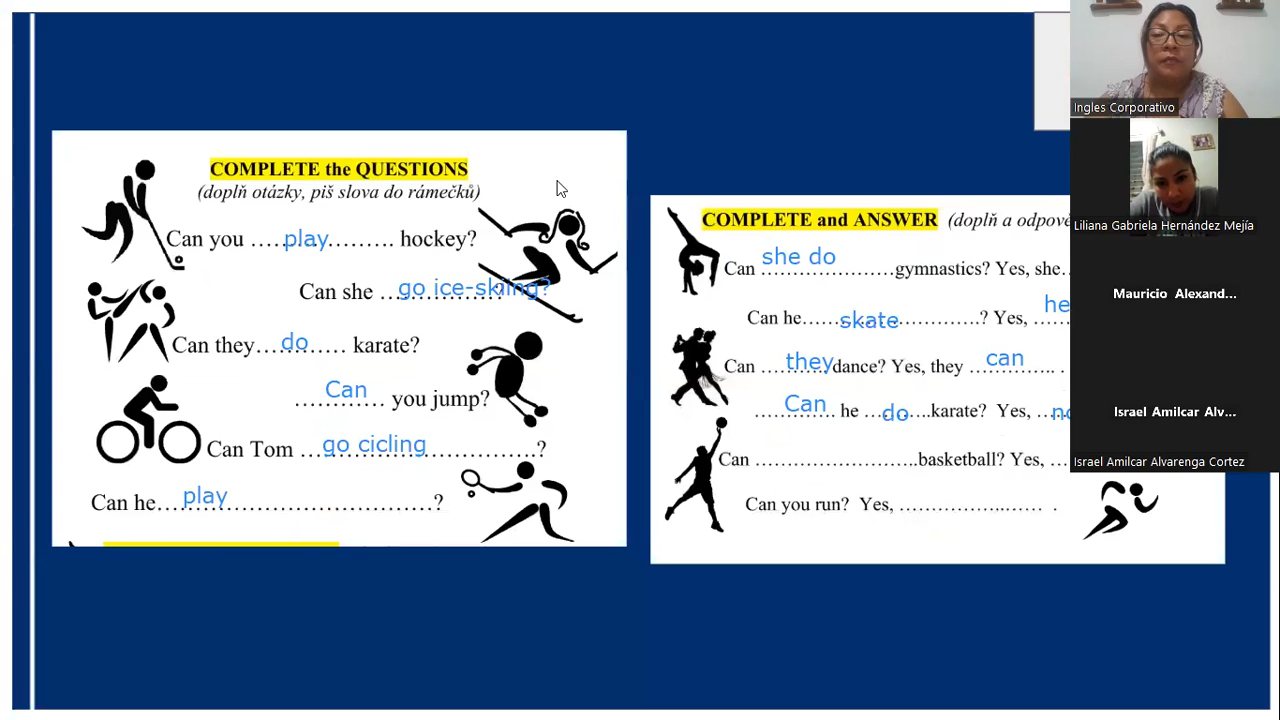 COMPLETE the QUESTIONS
(doplň otázky, piš slova do rámečků)
Can you ......play.......... hockey?
Can she ...go ice-skiing?
Can they....do........ karate?
....Can.... you jump?
Can Tom ...go cicling...............?
Can he...play...........................?
COMPLETE and ANSWER (doplň a odpově
Can she do gymnastics? Yes, she...
Can he.....skate..............? Yes, ...... he
Can ....they dance? Yes, they ...can...... .
....Can.... he ....do....karate? Yes, ....
Can .........................basketball? Yes, ...
Can you run? Yes, ........................ .
Ingles Corporativo
Liliana Gabriela Hernández Mejía
Mauricio Alexand...
Israel Amilcar Alv...
Israel Amilcar Alvarenga Cortez